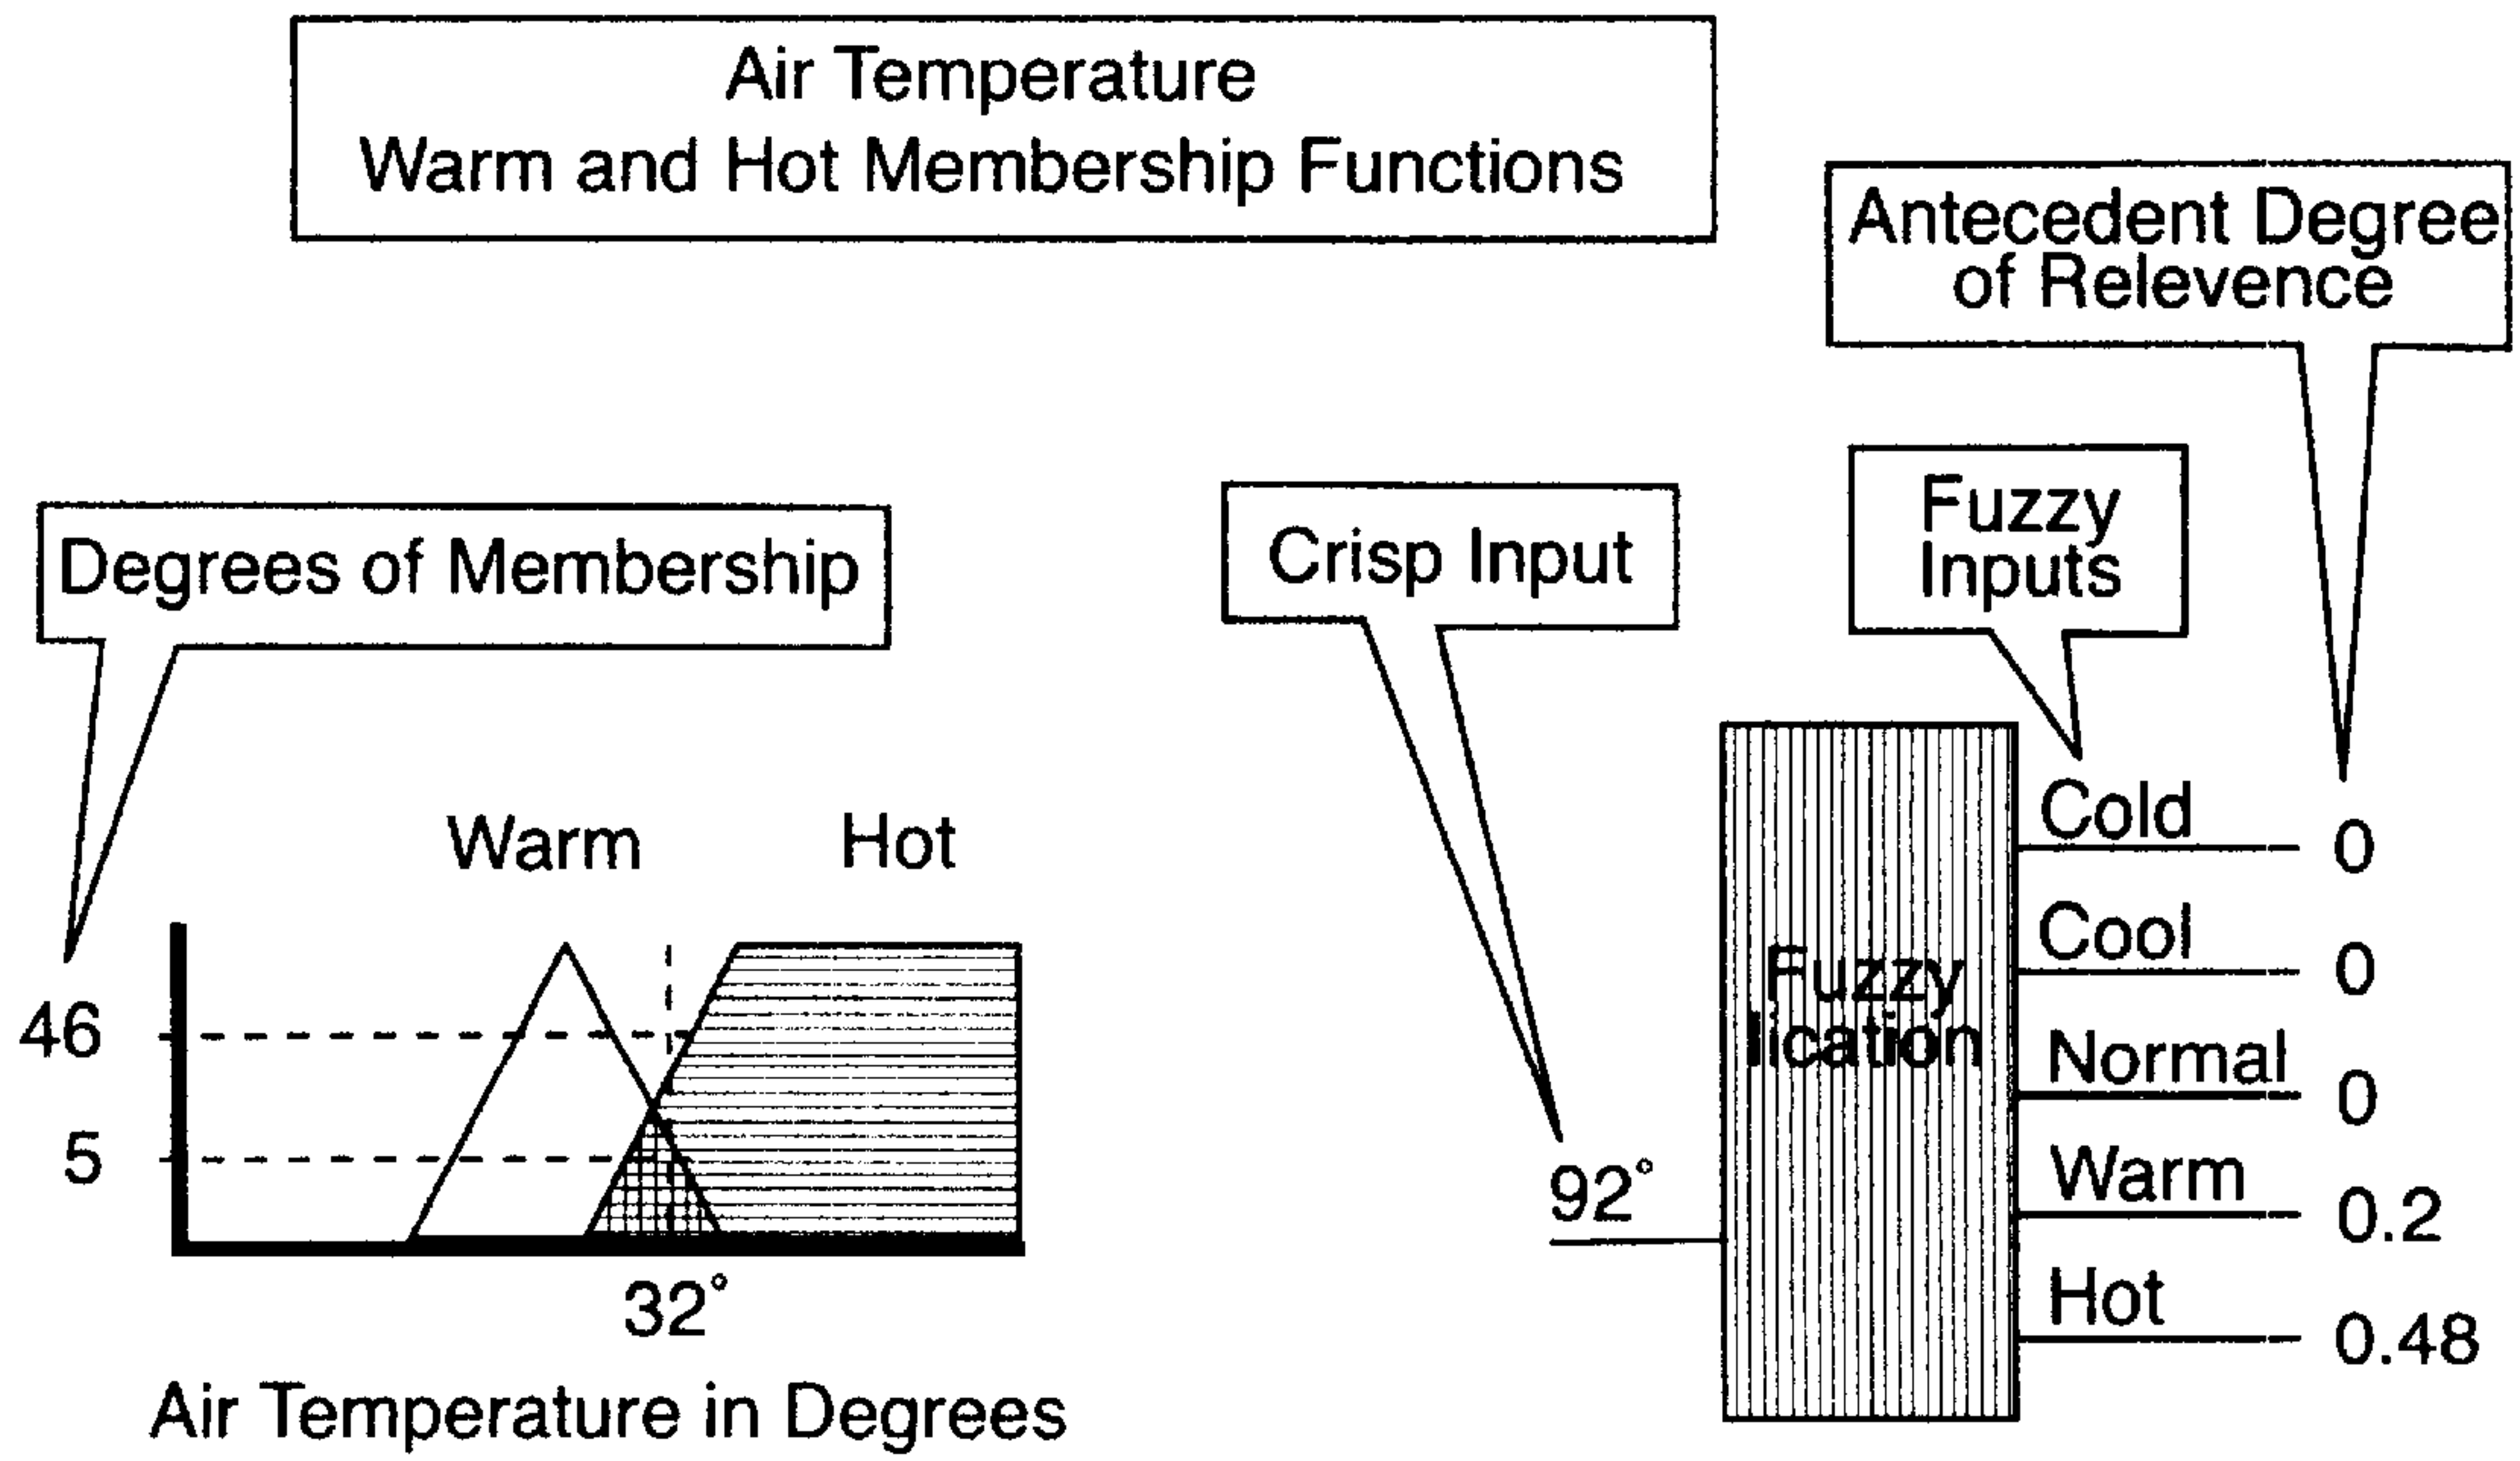 Air Temperature
Warm and Hot Membership Functions
Antecedent Degree
of Relevence
Degrees of Membership
Crisp Input
Fuzzy
Inputs
Warm
Hot
46
5
32°
Air Temperature in Degrees
92°
Fuzzy
lication
Cold
0
Cool
0
Normal
0
Warm
0.2
Hot
0.48